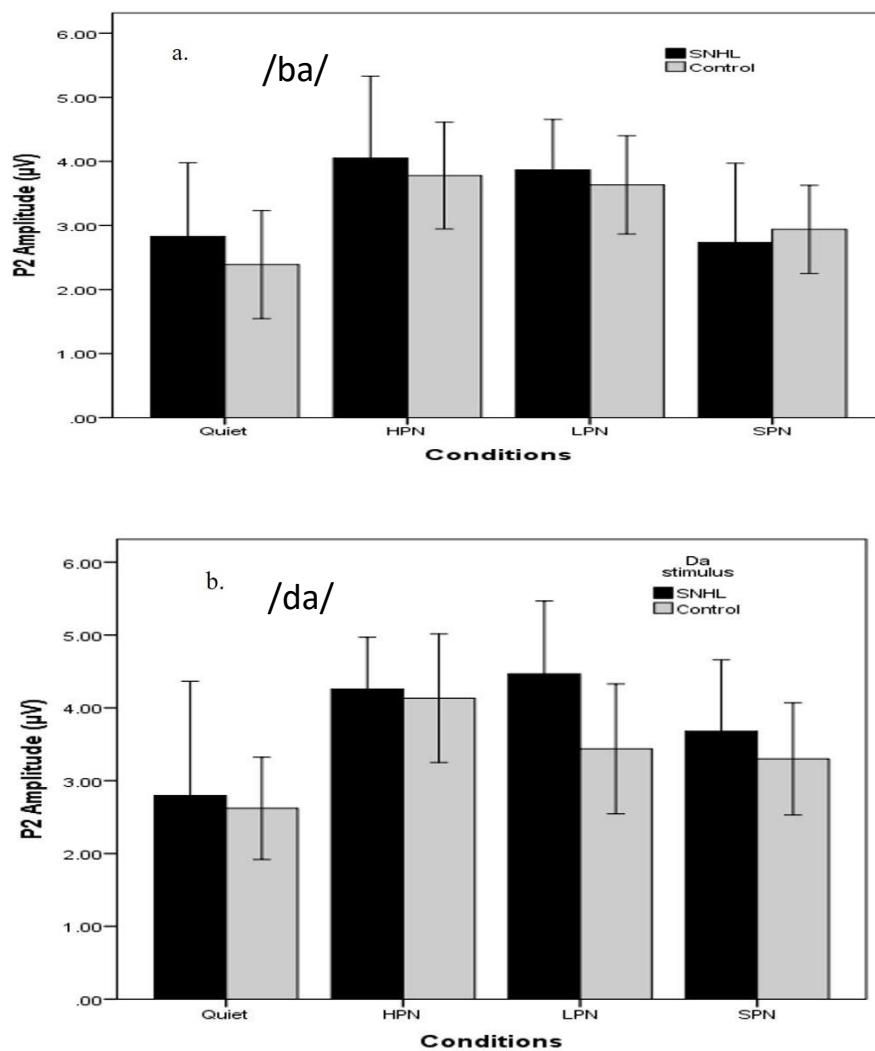 6.00
a.
/ba/
SNHL
Control
5.00
4.00
3.00
2.00
1.00
.00
P2 Amplitude (µV)
Quiet HPN LPN SPN
Conditions
6.00
b.
/da/
Da
stimulus
SNHL
Control
5.00
4.00
3.00
2.00
1.00
.00
P2 Amplitude (µV)
Quiet HPN LPN SPN
Conditions